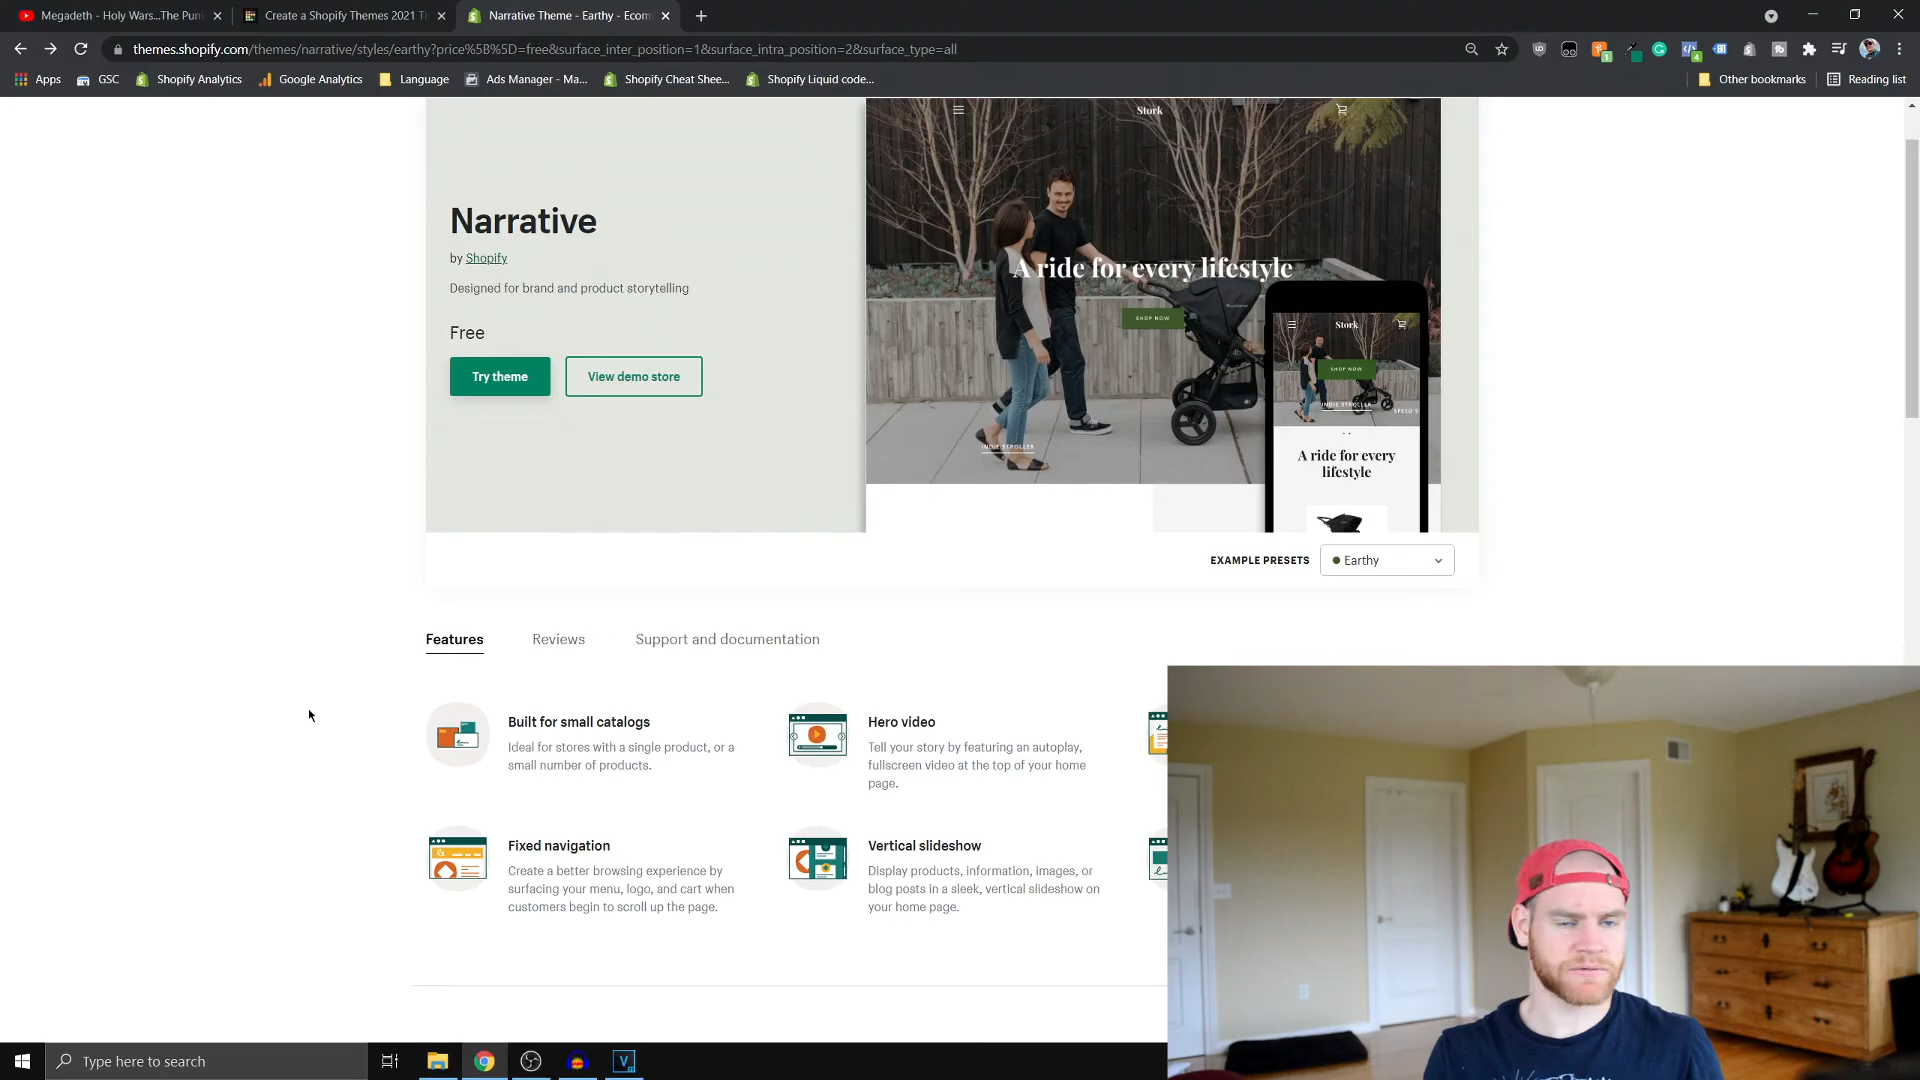 Megadeth - Holy Wars...The Puni
Create a Shopify Themes 2021 Ti
Narrative Theme - Earthy - Ecom
themes.shopify.com/themes/narrative/styles/earthy?price%5B%5D=free&surface_inter_position=1&surface_intra_position=2&surface_type=all
Apps
GSC
Shopify Analytics
Google Analytics
Language
Ads Manager - Ma...
Shopify Cheat Shee...
Shopify Liquid code...
Other bookmarks
Reading list
Stork
Narrative
by Shopify
Designed for brand and product storytelling
Free
Try theme
View demo store
A ride for every lifestyle
SHOP NOW
INDIE STROLLER
Stork
SHOP NOW
INDIE STROLLER
SPELO S
A ride for every
lifestyle
EXAMPLE PRESETS
Earthy
Features
Reviews
Support and documentation
Built for small catalogs
Ideal for stores with a single product, or a
small number of products.
Hero video
Tell your story by featuring an autoplay,
fullscreen video at the top of your home
page.
Fixed navigation
Create a better browsing experience by
surfacing your menu, logo, and cart when
customers begin to scroll up the page.
Vertical slideshow
Display products, information, images, or
blog posts in a sleek, vertical slideshow on
your home page.
Type here to search